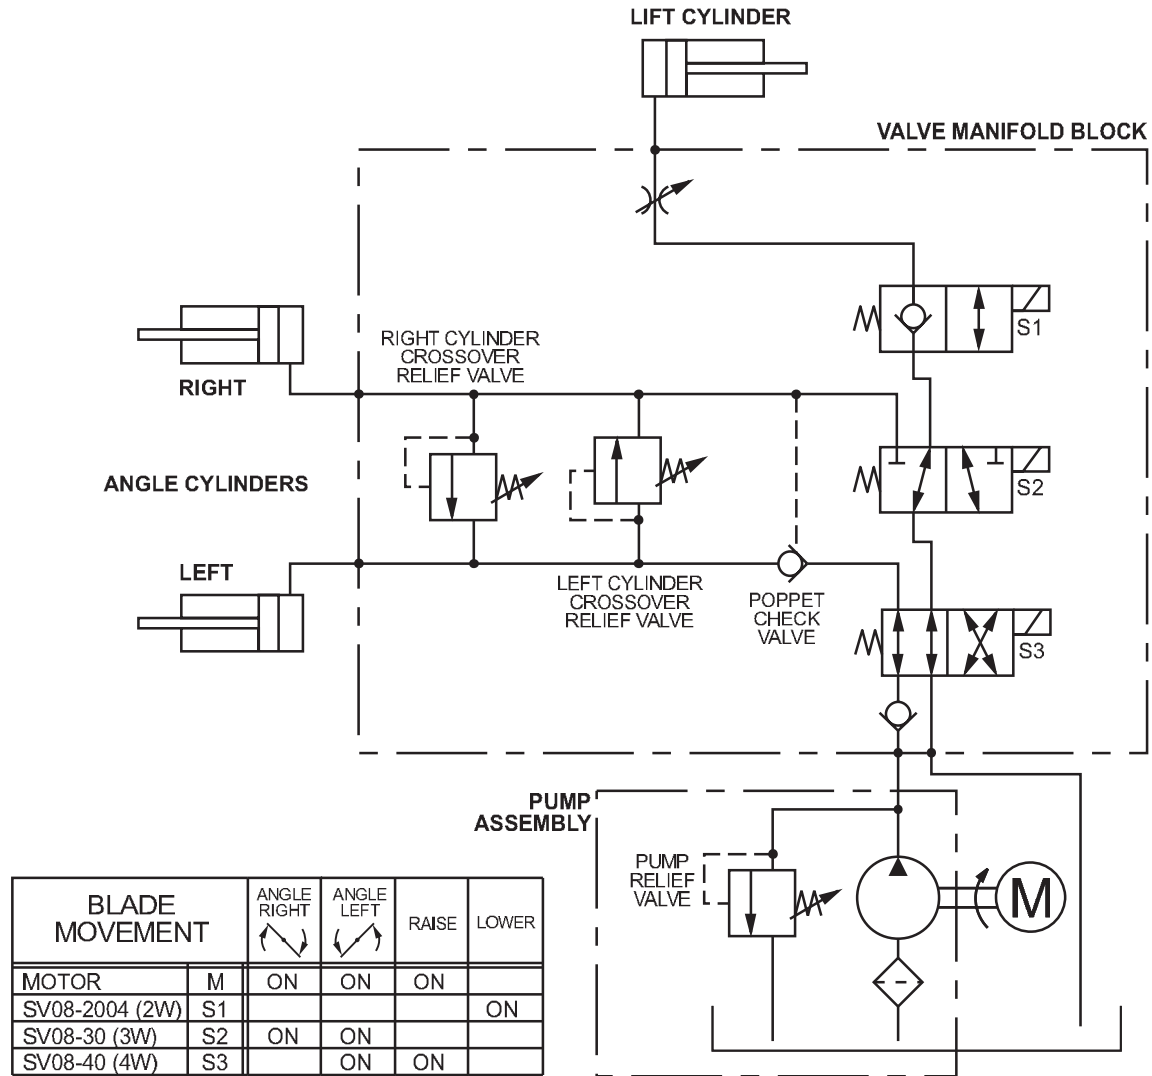 LIFT CYLINDER
VALVE MANIFOLD BLOCK
S1
RIGHT CYLINDER
CROSSOVER
RELIEF VALVE
RIGHT
ANGLE CYLINDERS
S2
LEFT
LEFT CYLINDER
CROSSOVER
RELIEF VALVE
POPPET
CHECK
VALVE
S3
PUMP
ASSEMBLY
PUMP
RELIEF
VALVE
M
BLADE
MOVEMENT
ANGLE
RIGHT
ANGLE
LEFT
RAISE
LOWER
MOTOR M ON ON ON
SV08-2004 (2W) S1 ON
SV08-30 (3W) S2 ON ON
SV08-40 (4W) S3 ON ON